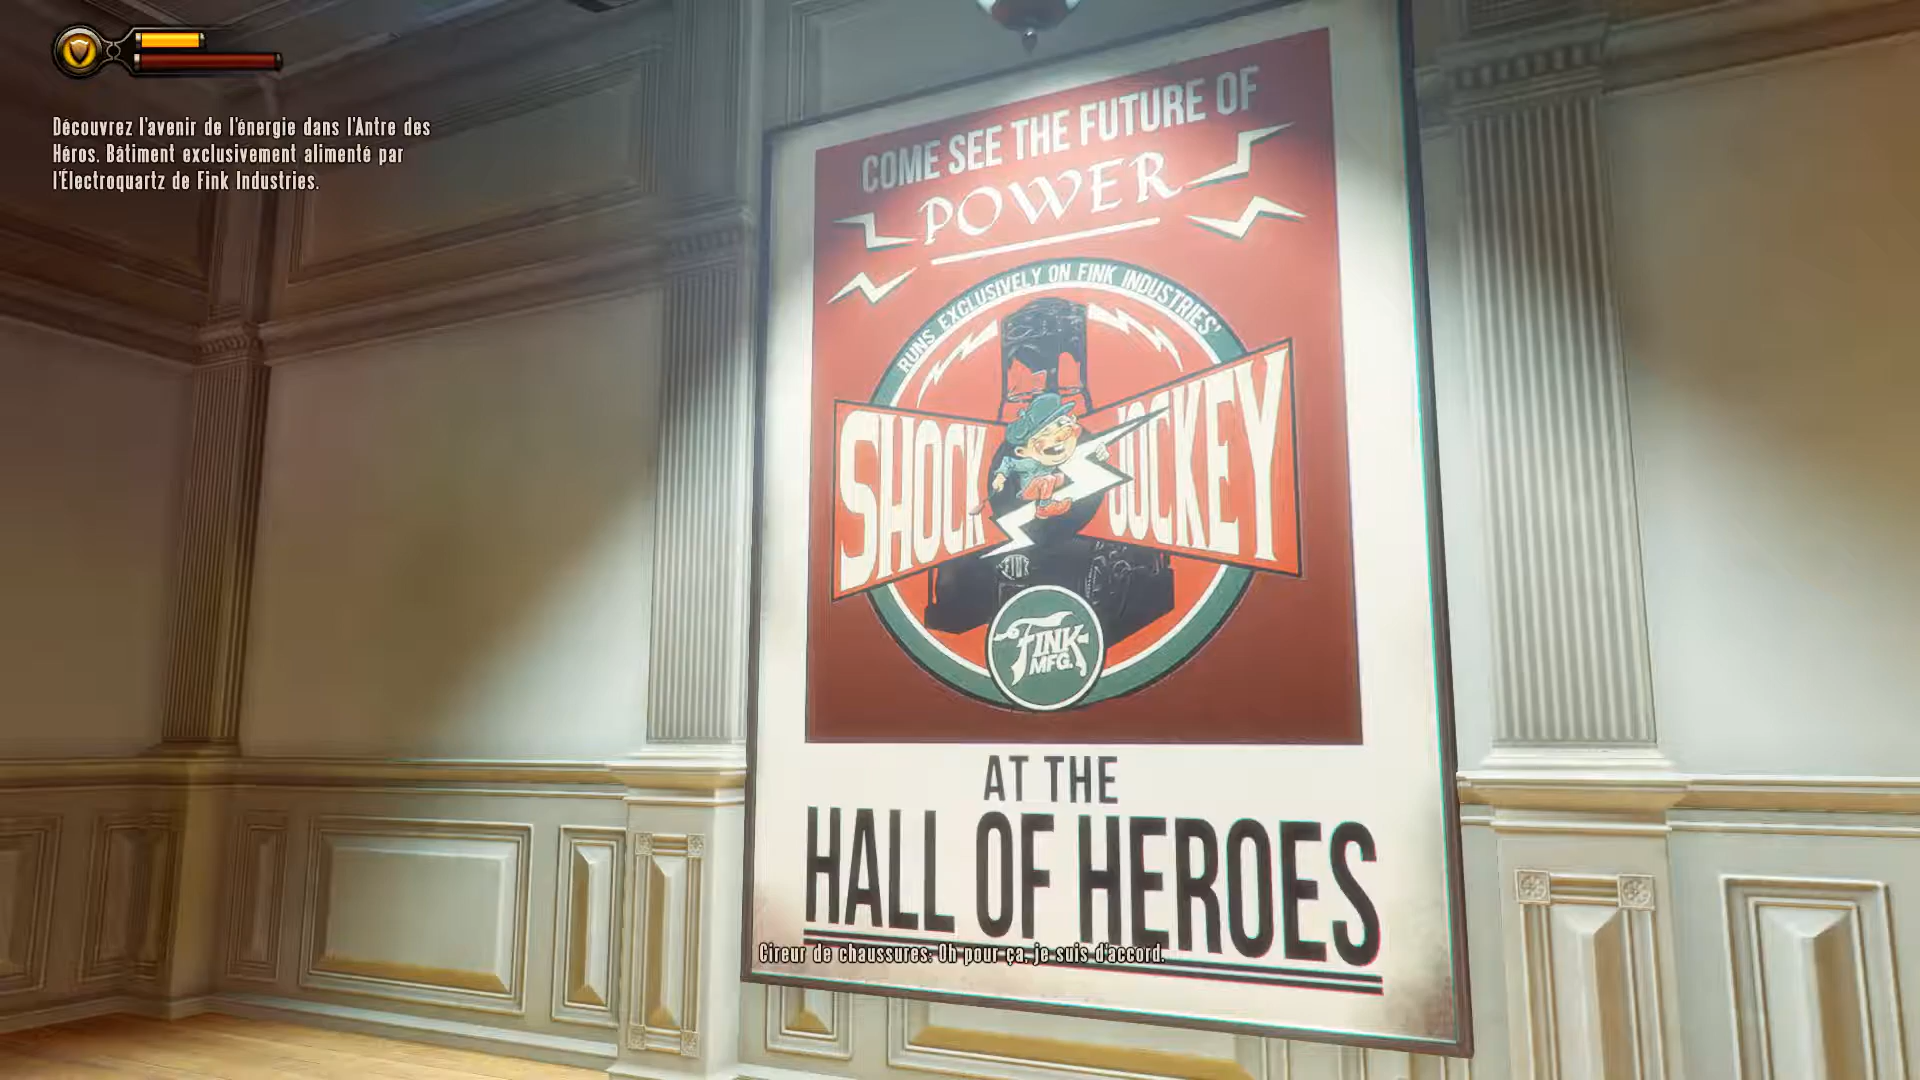 Découvrez l'avenir de l'énergie dans l'Antre des
Héros. Bâtiment exclusivement alimenté par
l'Électroquartz de Fink Industries.
COME SEE THE FUTURE OF
POWER
RUNS EXCLUSIVELY ON FINK INDUSTRIES'
SHOCK JOCKEY
FINK
FINK
MFG.
AT THE
HALL OF HEROES
Cireur de chaussures: Oh pour ça, je suis d'accord.